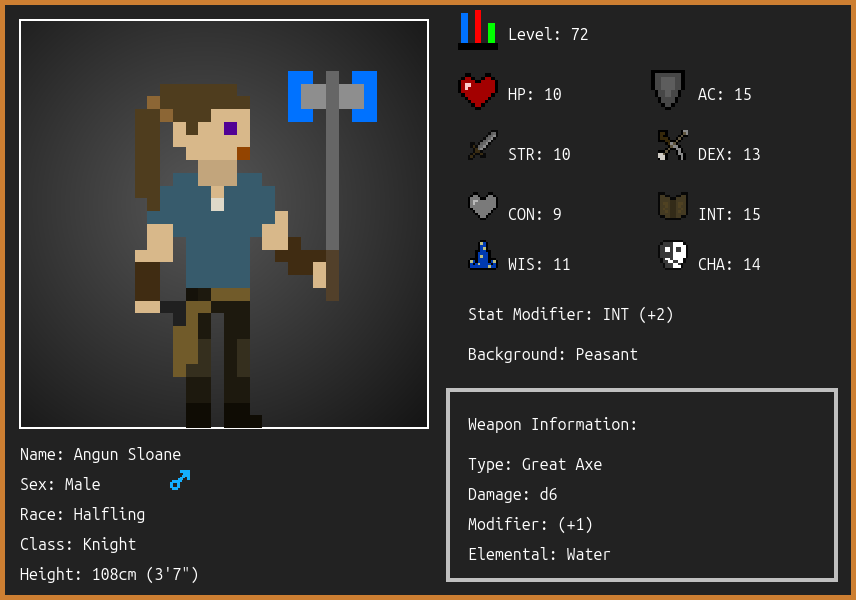 Level: 72
HP: 10
AC: 15
STR: 10
DEX: 13
CON: 9
INT: 15
WIS: 11
CHA: 14
Stat Modifier: INT (+2)
Background: Peasant
Weapon Information:
Type: Great Axe
Damage: d6
Modifier: (+1)
Elemental: Water
Name: Angun Sloane
Sex: Male
Race: Halfling
Class: Knight
Height: 108cm (3'7")